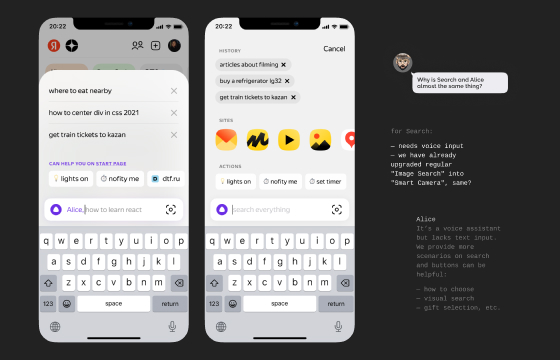 20:22
Я
where to eat nearby
how to center div in css 2021
get train tickets to kazan
CAN HELP YOU ON START PAGE
lights on
nofity me
dtf.ru
Alice, how to learn react
q w e r t y u i o p
a s d f g h j k l
z x c v b n m
123 space return
20:22
Cancel
HISTORY
articles about filming ×
buy a refrigerator lg32 ×
get train tickets to kazan ×
SITES
ACTIONS
lights on
nofity me
set timer
search everything
q w e r t y u i o p
a s d f g h j k l
z x c v b n m
123 space return
Why is Search and Alice
almost the same thing?
for Search:
— needs voice input
— we have already
upgraded regular
"Image Search" into
"Smart Camera", same?
Alice
It's a voice assistant
but lacks text input.
We provide more
scenarios on search
and buttons can be
helpful:
— how to choose
— visual search
— gift selection, etc.